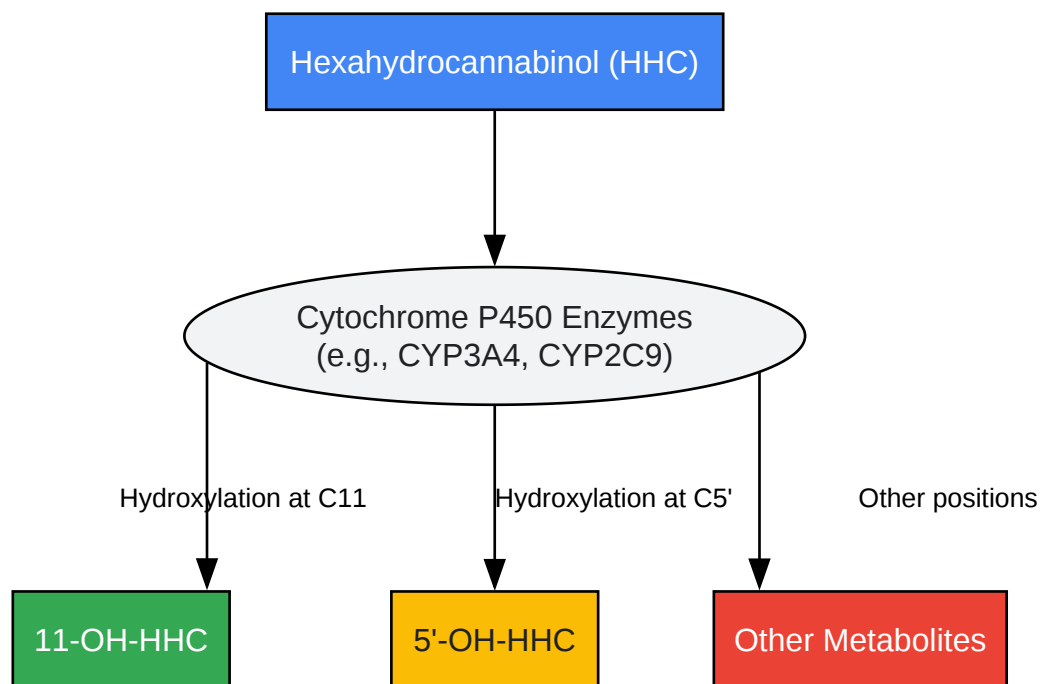 Hexahydrocannabinol (HHC)
Cytochrome P450 Enzymes
(e.g., CYP3A4, CYP2C9)
Hydroxylation at C11
Hydroxylation at C5'
Other positions
11-OH-HHC
5'-OH-HHC
Other Metabolites